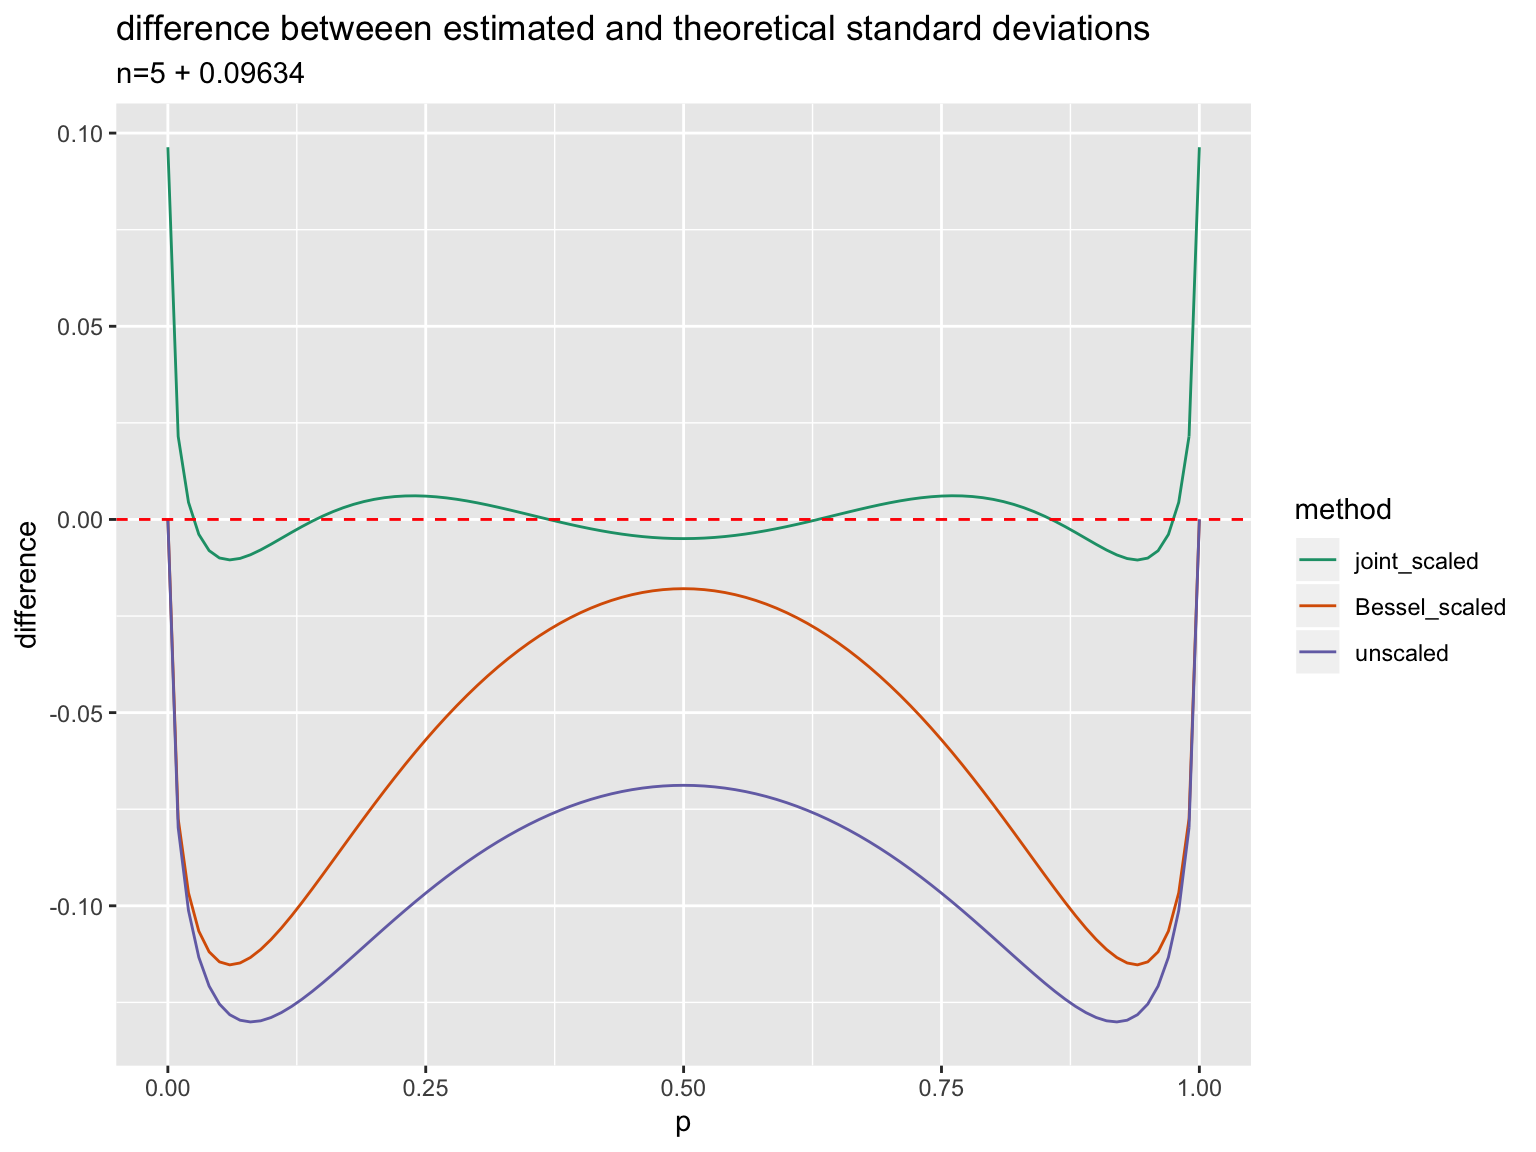 difference betweeen estimated and theoretical standard deviations
n=5 + 0.09634
0.10
0.05
0.00
-0.05
-0.10
difference
0.00
0.25
0.50
0.75
1.00
p
method
joint_scaled
Bessel_scaled
unscaled